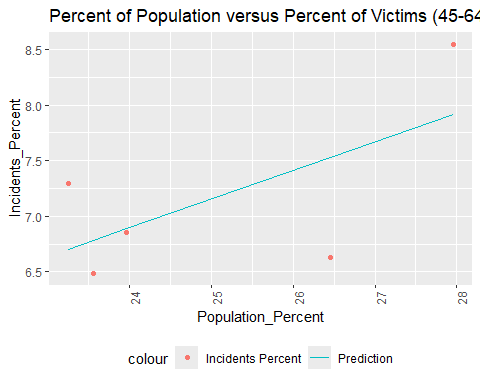 Percent of Population versus Percent of Victims (45-64
8.5
8.0
7.5
7.0
6.5
Incidents_Percent
24
25
26
27
28
Population_Percent
colour
Incidents Percent
Prediction